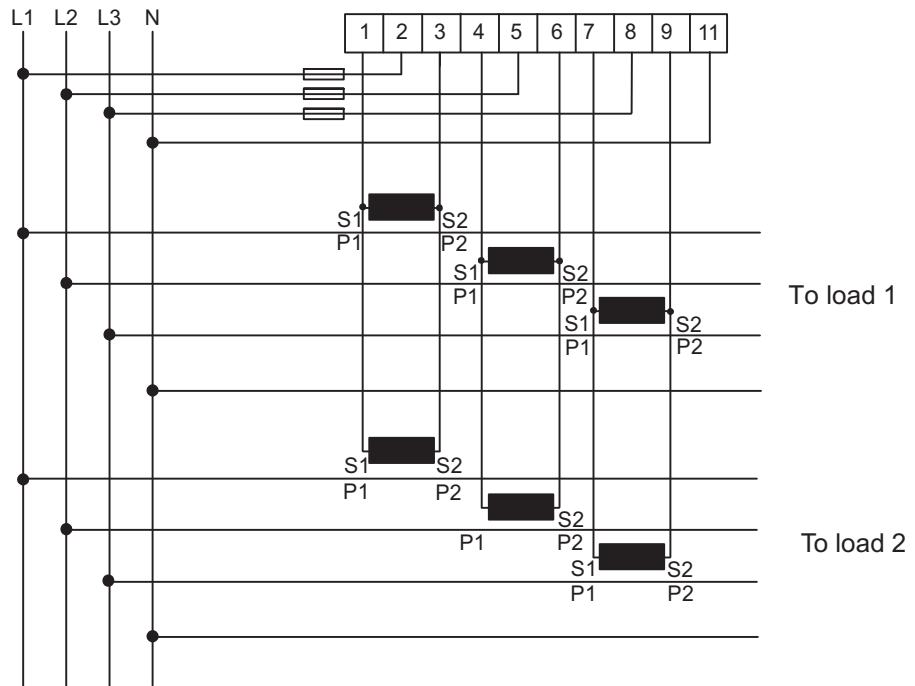 L1 L2 L3 N
1 2 3 4 5 6 7 8 9 11
S1 S2
P1 P2
S1 S2
P1 P2
S1 S2
P1 P2
To load 1
S1 S2
P1 P2
S2
P1 P2
S1 S2
P1 P2
To load 2